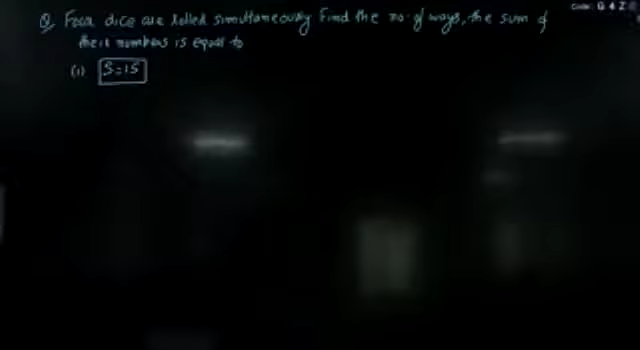 Q. Four dice are rolled simultaneously Find the no. of ways, the sum of
their numbers is equal to
(i) S=15